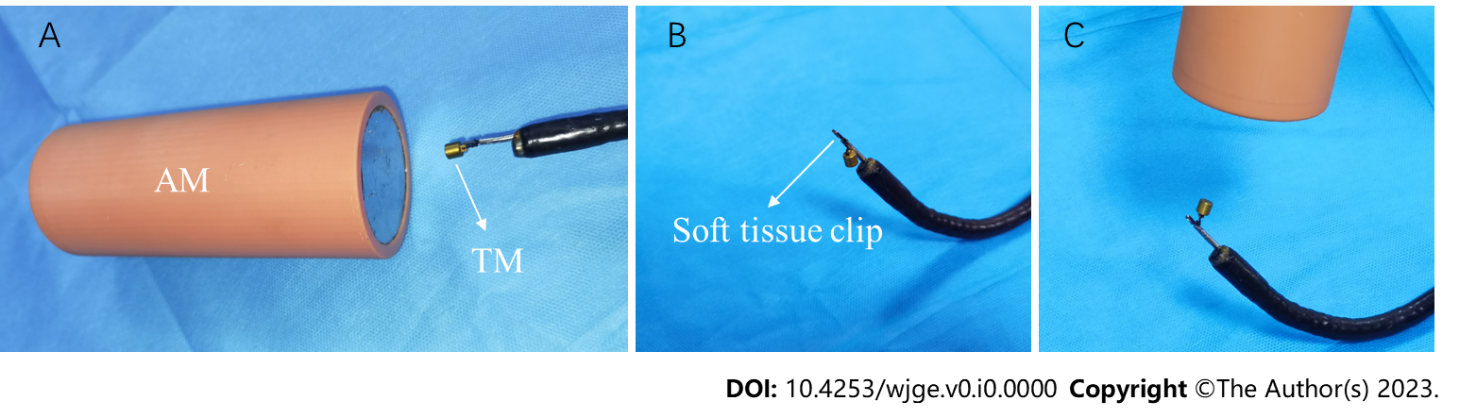 A
B
C
AM
TM
Soft tissue clip
DOI: 10.4253/wjge.v0.i0.0000 Copyright ©The Author(s) 2023.